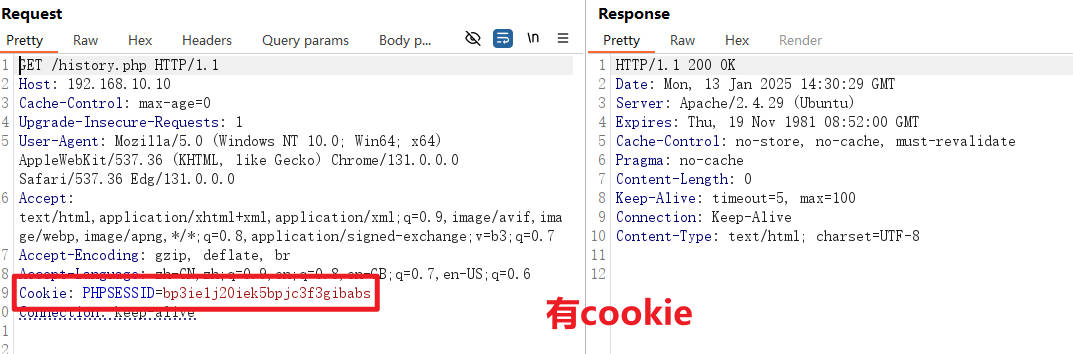 Request
Pretty Raw Hex Headers Query params Body p... \n
1 GET /history.php HTTP/1.1
2 Host: 192.168.10.10
3 Cache-Control: max-age=0
4 Upgrade-Insecure-Requests: 1
5 User-Agent: Mozilla/5.0 (Windows NT 10.0; Win64; x64)
AppleWebKit/537.36 (KHTML, like Gecko) Chrome/131.0.0.0
Safari/537.36 Edg/131.0.0.0
6 Accept:
text/html,application/xhtml+xml,application/xml;q=0.9,image/avif,ima
ge/webp,image/apng,*/*;q=0.8,application/signed-exchange;v=b3;q=0.7
7 Accept-Encoding: gzip, deflate, br
8 Accept-Language: zh-CN,zh;q=0.9,en;q=0.8,en-GB;q=0.7,en-US;q=0.6
9 Cookie: PHPSESSID=bp3ie1j20iek5bpjc3f3gibabs
0 Connection: keep-alive
1
2
有cookie
Response
Pretty Raw Hex Render
1 HTTP/1.1 200 OK
2 Date: Mon, 13 Jan 2025 14:30:29 GMT
3 Server: Apache/2.4.29 (Ubuntu)
4 Expires: Thu, 19 Nov 1981 08:52:00 GMT
5 Cache-Control: no-store, no-cache, must-revalidate
6 Pragma: no-cache
7 Content-Length: 0
8 Keep-Alive: timeout=5, max=100
9 Connection: Keep-Alive
10 Content-Type: text/html; charset=UTF-8
11
12